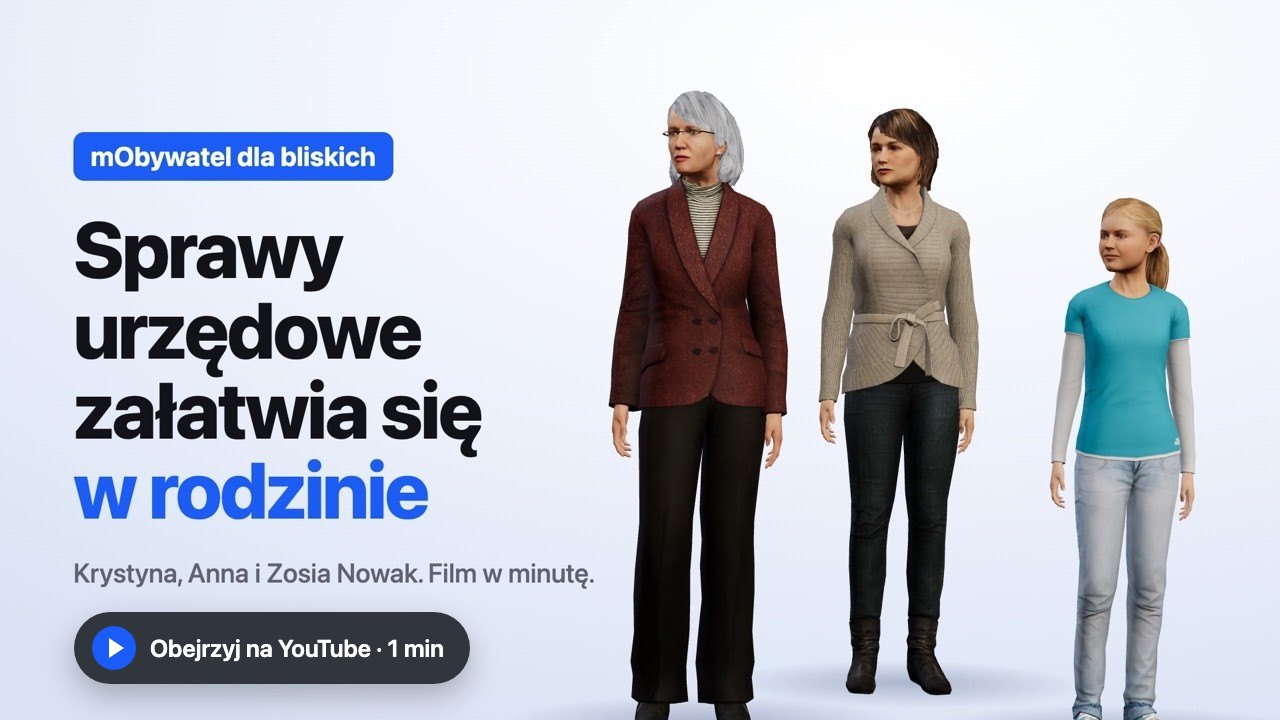 mObywatel dla bliskich
Sprawy
urzędowe
załatwia się
w rodzinie
Krystyna, Anna i Zosia Nowak. Film w minutę.
Obejrzyj na YouTube · 1 min